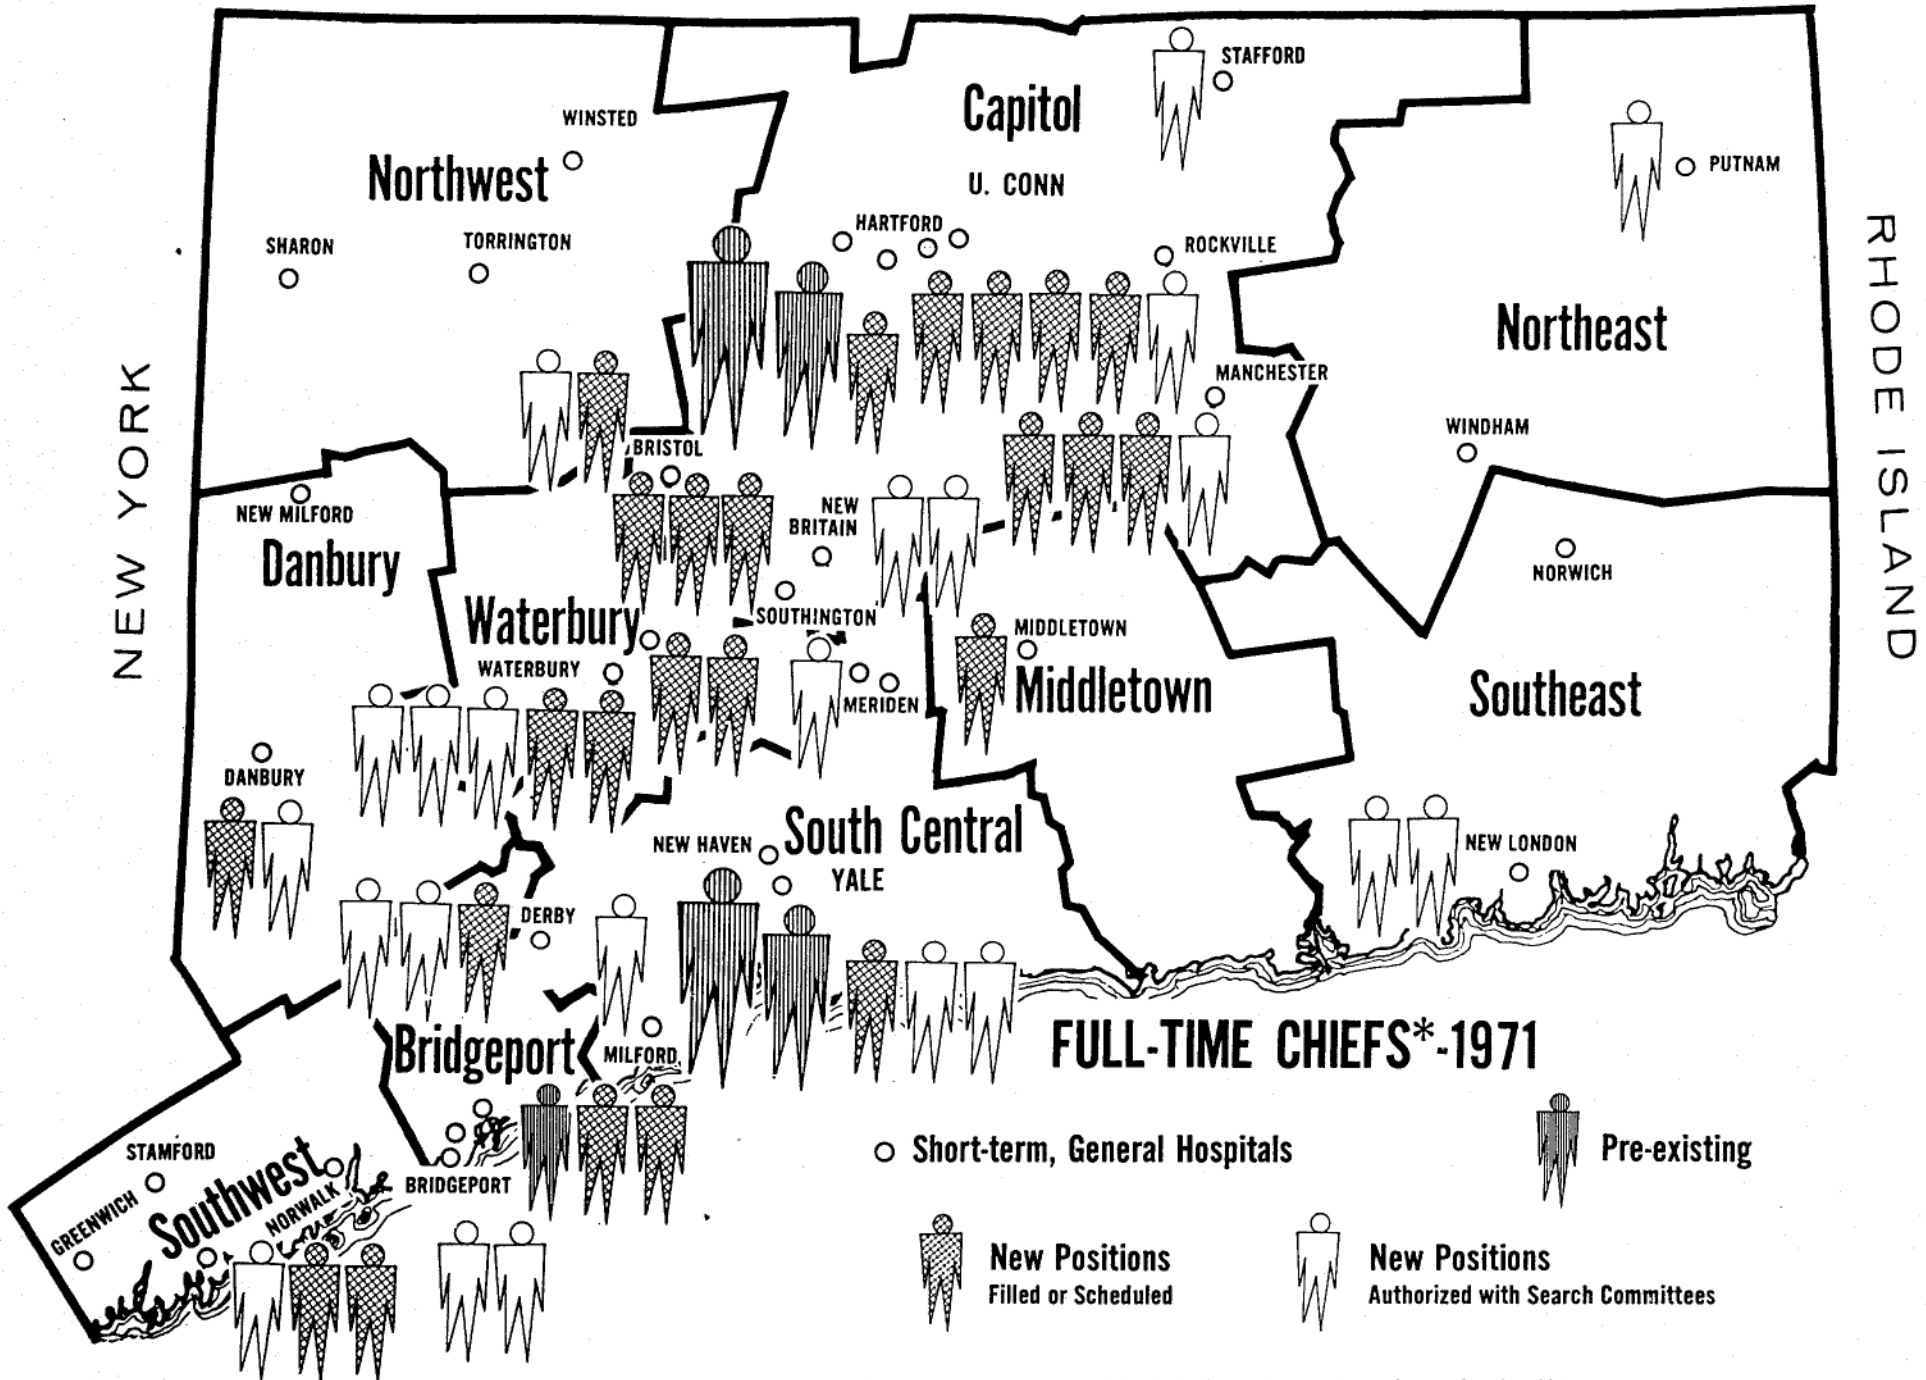 STAFFORD
Capitol
U. CONN
WINSTED
Northwest
PUTNAM
SHARON
TORRINGTON
HARTFORD
ROCKVILLE
RHODE ISLAND
Northeast
NEW YORK
MANCHESTER
WINDHAM
BRISTOL
NEW MILFORD
NEW
BRITAIN
Danbury
NORWICH
Waterbury
SOUTHINGTON
MIDDLETOWN
WATERBURY
Middletown
Southeast
MERIDEN
DANBURY
South Central
NEW HAVEN
YALE
NEW LONDON
DERBY
Bridgeport
MILFORD
FULL-TIME CHIEFS*-1971
STAMFORD
Short-term, General Hospitals
Pre-existing
BRIDGEPORT
GREENWICH
Southwest
NORWALK
New Positions
Filled or Scheduled
New Positions
Authorized with Search Committees